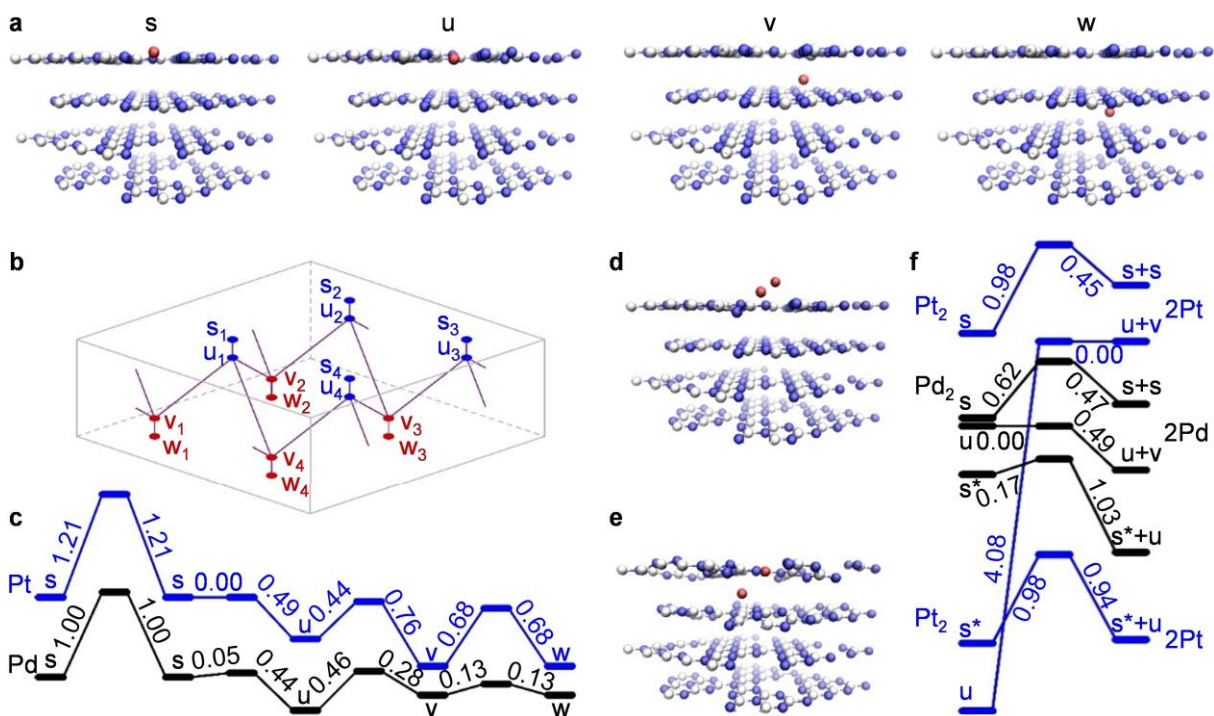 a
s
u
v
w
b
s1
u1
s2
u2
s3
u3
s4
u4
v1
w1
v2
w2
v3
w3
v4
w4
c
Pt
s
1.21
1.21
s
0.00
0.49
u
0.44
0.76
v
0.68
0.68
w
Pd
s
1.00
1.00
s
0.05
0.44
u
0.46
0.28
v
0.13
0.13
w
d
e
f
Pt2
s
0.98
0.45
s+s
2Pt
u+v
0.00
Pd2
s
0.62
0.47
s+s
2Pd
u
0.00
0.49
u+v
s*
0.17
1.03
s*+u
4.08
Pt2
s*
0.98
0.94
s*+u
2Pt
u